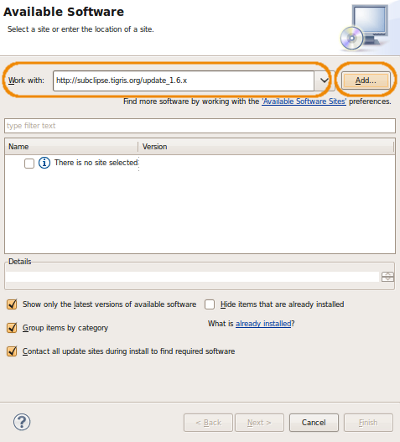 Available Software
Select a site or enter the location of a site.
Work with: http://subclipse.tigris.org/update_1.6.x Add...
Find more software by working with the 'Available Software Sites' preferences.
type filter text
Name Version
There is no site selected.
Details
Show only the latest versions of available software Hide items that are already installed
Group items by category What is already installed?
Contact all update sites during install to find required software
? < Back Next > Cancel Finish